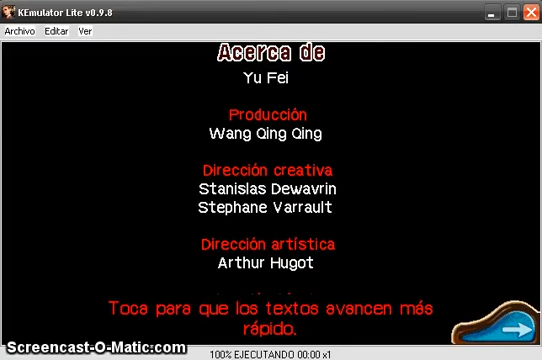 KEmulator Lite v0.9.8
Archivo Editar Ver
Acerca de
Yu Fei
Producción
Wang Qing Qing
Dirección creativa
Stanislas Dewavrin
Stephane Varrault
Dirección artística
Arthur Hugot
Toca para que los textos avancen más
rápido.
Screencast-O-Matic.com
100% EJECUTANDO 00:00 x1